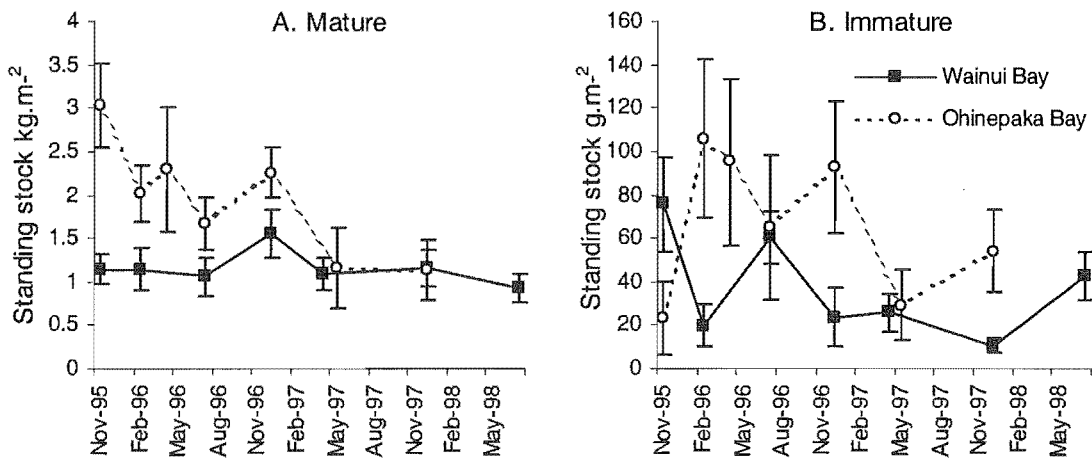 A. Mature
Standing stock kg.m-²
4
3.5
3
2.5
2
1.5
1
0.5
0
Nov-95
Feb-96
May-96
Aug-96
Nov-96
Feb-97
May-97
Aug-97
Nov-97
Feb-98
May-98
B. Immature
Standing stock g.m-²
160
140
120
100
80
60
40
20
0
Wainui Bay
Ohinepaka Bay
Nov-95
Feb-96
May-96
Aug-96
Nov-96
Feb-97
May-97
Aug-97
Nov-97
Feb-98
May-98